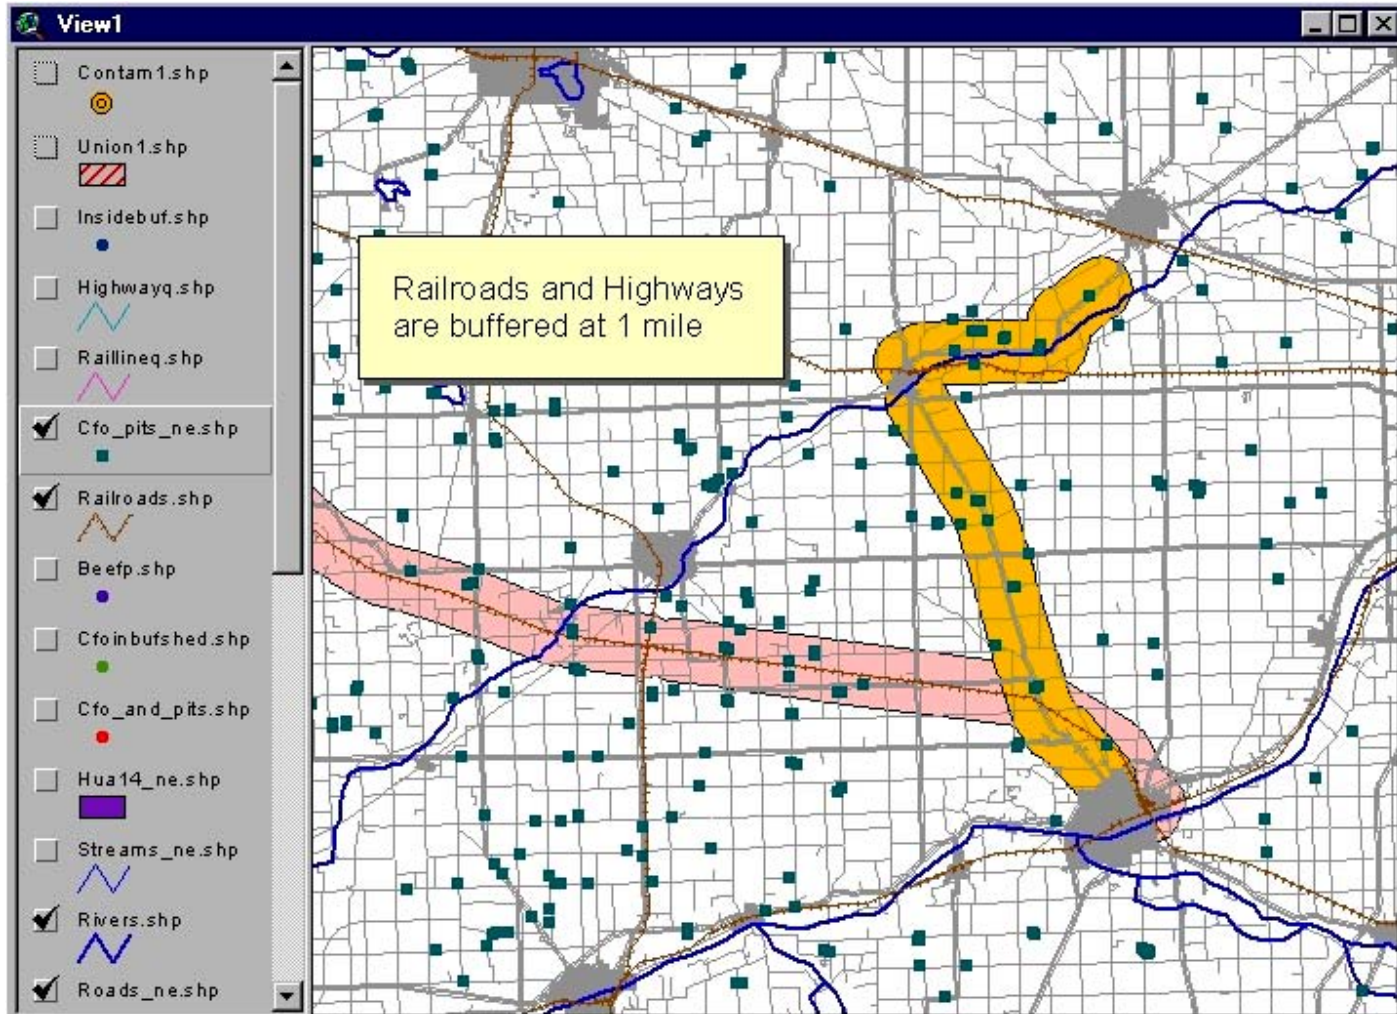 View1
Contam1.shp
Union1.shp
Insidebuf.shp
Highwayq.shp
Raillineq.shp
Cfo_pits_ne.shp
Railroads.shp
Beefp.shp
Cfoinbufshed.shp
Cfo_and_pits.shp
Hua14_ne.shp
Streams_ne.shp
Rivers.shp
Roads_ne.shp
Railroads and Highways
are buffered at 1 mile